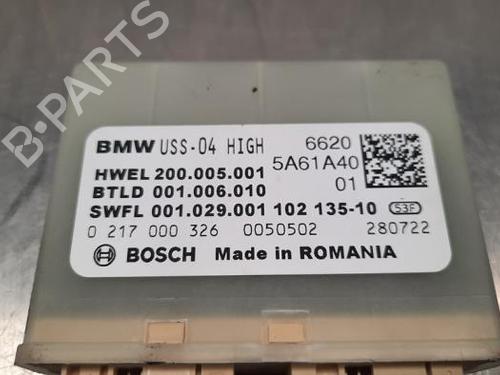 BMW USS-04 HIGH 6620
5A61A40
HWEL 200.005.001 01
BTLD 001.006.010
SWFL 001.029.001 102 135-10 S3F
0 217 000 326 0050502 280722
BOSCH Made in ROMANIA
B-PARTS